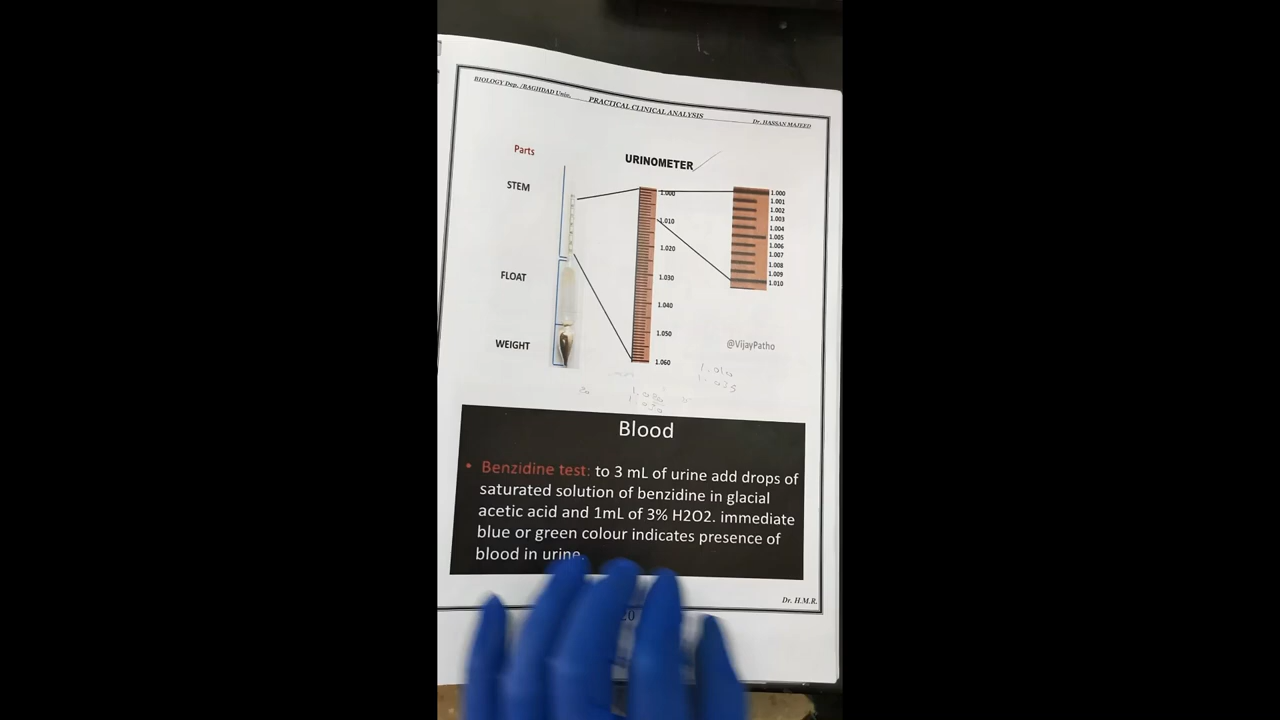 BIOLOGY Dep. /BAGHDAD Univ. PRACTICAL CLINICAL ANALYSIS Dr. HASSAN MAJEED
Parts
URINOMETER
STEM
FLOAT
WEIGHT
1.000
1.010
1.020
1.030
1.040
1.050
1.060
1.000
1.001
1.002
1.003
1.004
1.005
1.006
1.007
1.008
1.009
1.010
@VijayPatho
Blood
• Benzidine test: to 3 mL of urine add drops of
saturated solution of benzidine in glacial
acetic acid and 1mL of 3% H2O2. immediate
blue or green colour indicates presence of
blood in urine.
Dr. H.M.R.
20